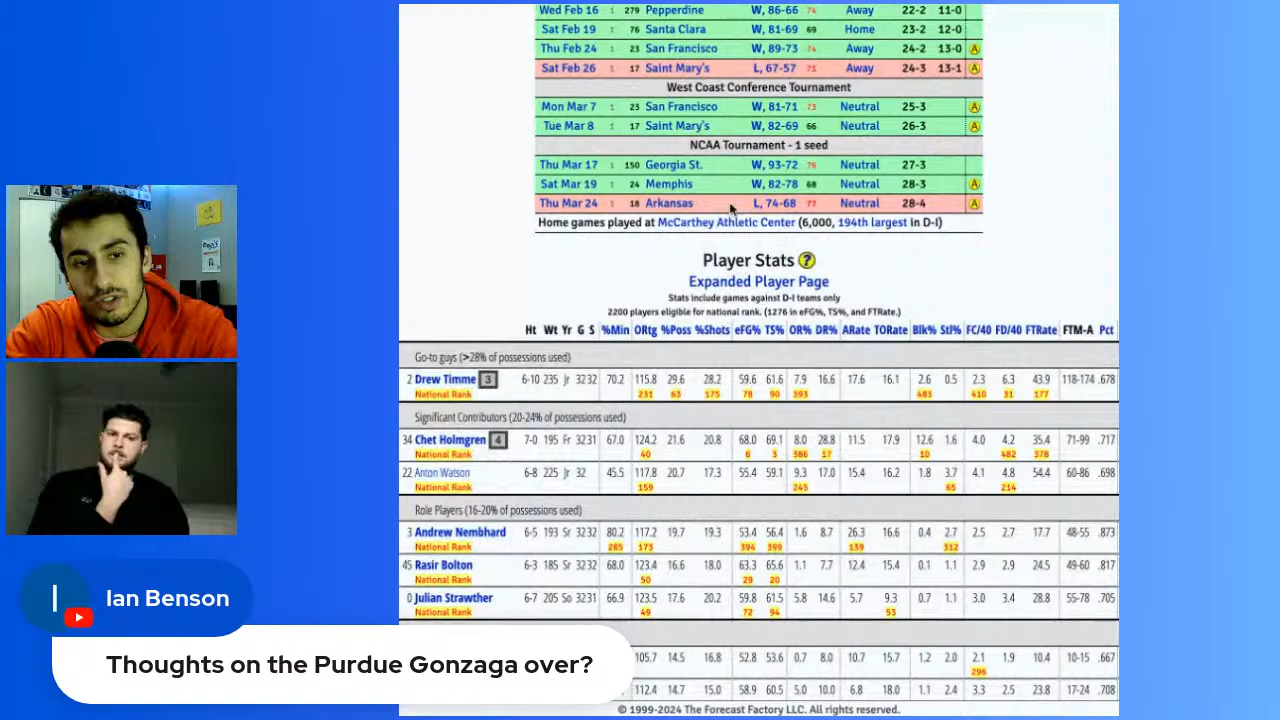 Wed Feb 16 1 279 Pepperdine W, 86-66 74 Away 22-2 11-0
Sat Feb 19 1 76 Santa Clara W, 81-69 69 Home 23-2 12-0
Thu Feb 24 1 23 San Francisco W, 89-73 74 Away 24-2 13-0 A
Sat Feb 26 1 17 Saint Mary's L, 67-57 71 Away 24-3 13-1 A
West Coast Conference Tournament
Mon Mar 7 1 23 San Francisco W, 81-71 73 Neutral 25-3 A
Tue Mar 8 1 17 Saint Mary's W, 82-69 66 Neutral 26-3 A
NCAA Tournament - 1 seed
Thu Mar 17 1 150 Georgia St. W, 93-72 76 Neutral 27-3
Sat Mar 19 1 24 Memphis W, 82-78 68 Neutral 28-3 A
Thu Mar 24 1 18 Arkansas L, 74-68 77 Neutral 28-4 A
Home games played at McCarthey Athletic Center (6,000, 194th largest in D-I)
Player Stats ?
Expanded Player Page
Stats include games against D-I teams only
2200 players eligible for national rank. (1276 in eFG%, TS%, and FTRate.)
Ht Wt Yr G S %Min ORtg %Poss %Shots eFG% TS% OR% DR% ARate TORate Blk% Stl% FC/40 FD/40 FTRate FTM-A Pct
Go-to guys (>28% of possessions used)
2 Drew Timme 3 6-10 235 Jr 32 32 70.2 115.8 29.6 28.2 59.6 61.6 7.9 16.6 17.6 16.1 2.6 0.5 2.3 6.3 43.9 118-174 .678
National Rank 231 63 175 78 90 393 483 410 31 177
Significant Contributors (20-24% of possessions used)
34 Chet Holmgren 4 7-0 195 Fr 32 31 67.0 124.2 21.6 20.8 68.0 69.1 8.0 28.8 11.5 17.9 12.6 1.6 4.0 4.2 35.4 71-99 .717
National Rank 40 6 3 386 17 10 482 378
22 Anton Watson 6-8 225 Jr 32 45.5 117.8 20.7 17.3 55.4 59.1 9.3 17.0 15.4 16.2 1.8 3.7 4.1 4.8 54.4 60-86 .698
National Rank 159 245 65 214
Role Players (16-20% of possessions used)
3 Andrew Nembhard 6-5 193 Sr 32 32 80.2 117.2 19.7 19.3 53.4 56.4 1.6 8.7 26.3 16.6 0.4 2.7 2.5 2.7 17.7 48-55 .873
National Rank 285 173 394 399 139 312
45 Rasir Bolton 6-3 185 Sr 32 32 68.0 123.4 16.6 18.0 63.3 65.6 1.1 7.7 12.4 15.4 0.1 1.1 2.9 2.9 24.5 49-60 .817
National Rank 50 29 20
0 Julian Strawther 6-7 205 So 32 31 66.9 123.5 17.6 20.2 59.8 61.5 5.8 14.6 5.7 9.3 0.7 1.1 3.0 3.4 28.8 55-78 .705
National Rank 49 72 94 53
105.7 14.5 16.8 52.8 53.6 0.7 8.0 10.7 15.7 1.2 2.0 2.1 1.9 10.4 10-15 .667
296
112.4 14.7 15.0 58.9 60.5 5.0 10.0 6.8 18.0 1.1 2.4 3.3 2.5 23.8 17-24 .708
© 1999-2024 The Forecast Factory LLC. All rights reserved.
I
Ian Benson
Thoughts on the Purdue Gonzaga over?